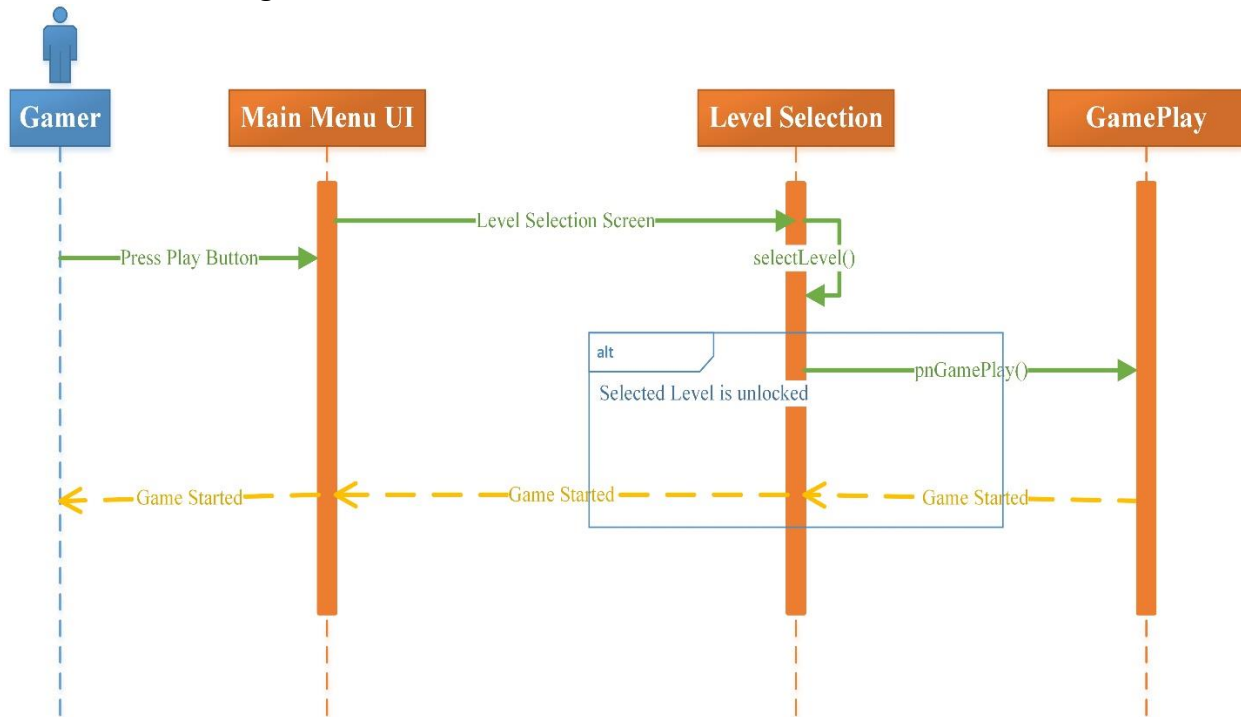 Gamer
Main Menu UI
Level Selection
GamePlay
Level Selection Screen
Press Play Button
selectLevel()
alt
pnGamePlay()
Selected Level is unlocked
Game Started
Game Started
Game Started